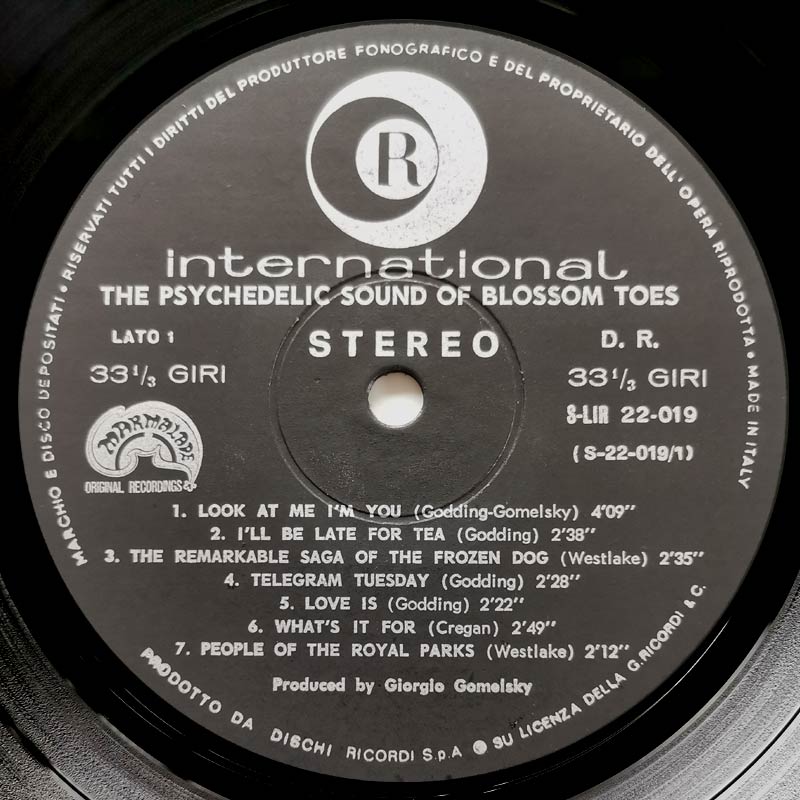 MARCHIO E DISCO DEPOSITATI • RISERVATI TUTTI I DIRITTI DEL PRODUTTORE FONOGRAFICO E DEL PROPRIETARIO DELL'OPERA RIPRODOTTA • MADE IN ITALY
R
international
THE PSYCHEDELIC SOUND OF BLOSSOM TOES
LATO 1
STEREO
D. R.
33 1/3 GIRI
33 1/3 GIRI
S-LIR 22-019
(S-22-019/1)
MARMALADE
ORIGINAL RECORDINGS
1. LOOK AT ME I'M YOU (Godding-Gomelsky) 4'09''
2. I'LL BE LATE FOR TEA (Godding) 2'38''
3. THE REMARKABLE SAGA OF THE FROZEN DOG (Westlake) 2'35''
4. TELEGRAM TUESDAY (Godding) 2'28''
5. LOVE IS (Godding) 2'22''
6. WHAT'S IT FOR (Cregan) 2'49''
7. PEOPLE OF THE ROYAL PARKS (Westlake) 2'12''
Produced by Giorgio Gomelsky
PRODOTTO DA DISCHI RICORDI S.p.A ● SU LICENZA DELLA G. RICORDI & C.